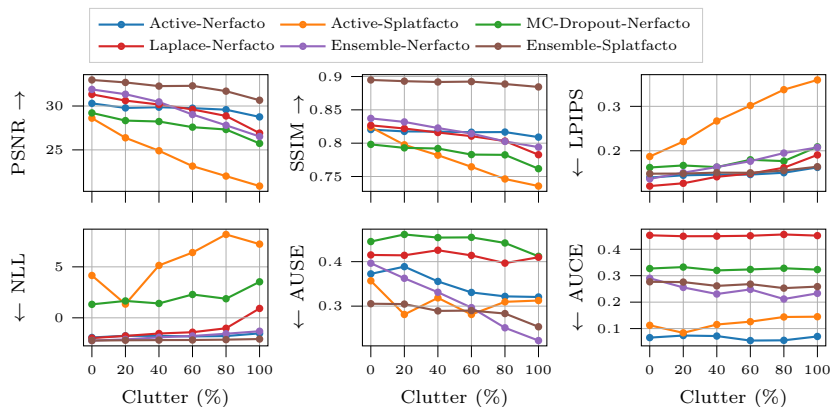 Active-Nerfacto Active-Splatfacto MC-Dropout-Nerfacto
Laplace-Nerfacto Ensemble-Nerfacto Ensemble-Splatfacto
PSNR →
30
25
SSIM →
0.9
0.85
0.8
0.75
← LPIPS
0.3
0.2
← NLL
5
0
0 20 40 60 80 100
Clutter (%)
← AUSE
0.4
0.3
0 20 40 60 80 100
Clutter (%)
← AUCE
0.4
0.3
0.2
0.1
0 20 40 60 80 100
Clutter (%)